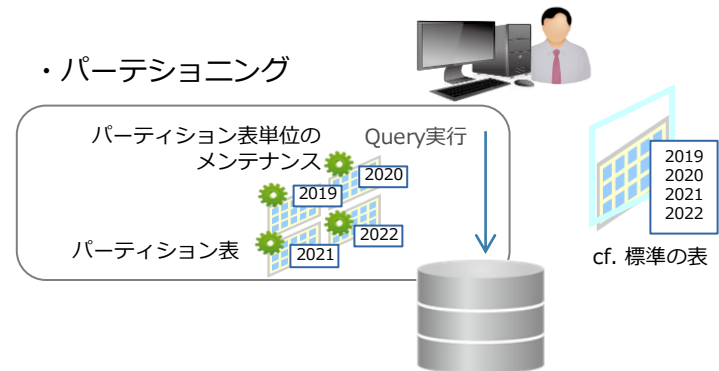 ・パーテショニング
パーティション表単位の
メンテナンス
Query実行
2020
2019
2022
2021
パーティション表
2019
2020
2021
2022
cf. 標準の表